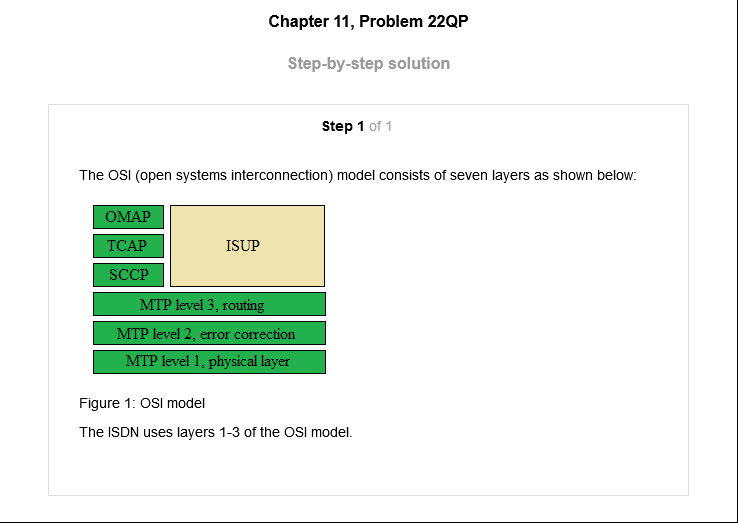 Chapter 11, Problem 22QP
Step-by-step solution
Step 1 of 1
The OSI (open systems interconnection) model consists of seven layers as shown below:
OMAP
TCAP
SCCP
ISUP
MTP level 3, routing
MTP level 2, error correction
MTP level 1, physical layer
Figure 1: OSI model
The ISDN uses layers 1-3 of the OSI model.